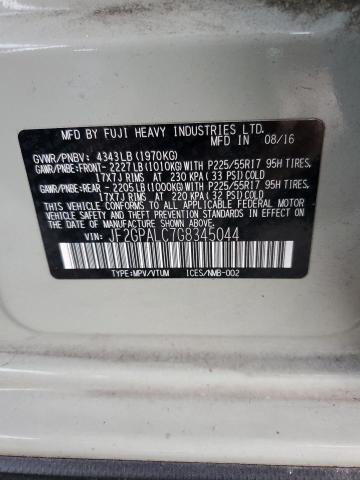 MFD. BY FUJI HEAVY INDUSTRIES LTD.
08/16
GVWR/PNBV: 4343LB (1970KG)
GAWR/PNBE:FRONT- 2227LB (1010KG) WITH P225/55R17 95H TIRES,
17X7J RIMS AT 230 KPA (33 PSI) COLD
GAWR/PNBE:REAR - 2205LB (1000KG) WITH P225/55R17 95H TIRES,
17X7J RIMS AT 220 KPA (32 PSI) COLD
THIS VEHICLE CONFORMS TO ALL APPLICABLE FEDERAL MOTOR
VEHICLE SAFETY, BUMPER, AND THEFT PREVENTION STANDARDS
IN EFFECT ON THE DATE OF MANUFACTURE SHOWN ABOVE.
VIN: JF2GPALC7G8345044
TYPE:MPV/VTUM ICES/NMB-002